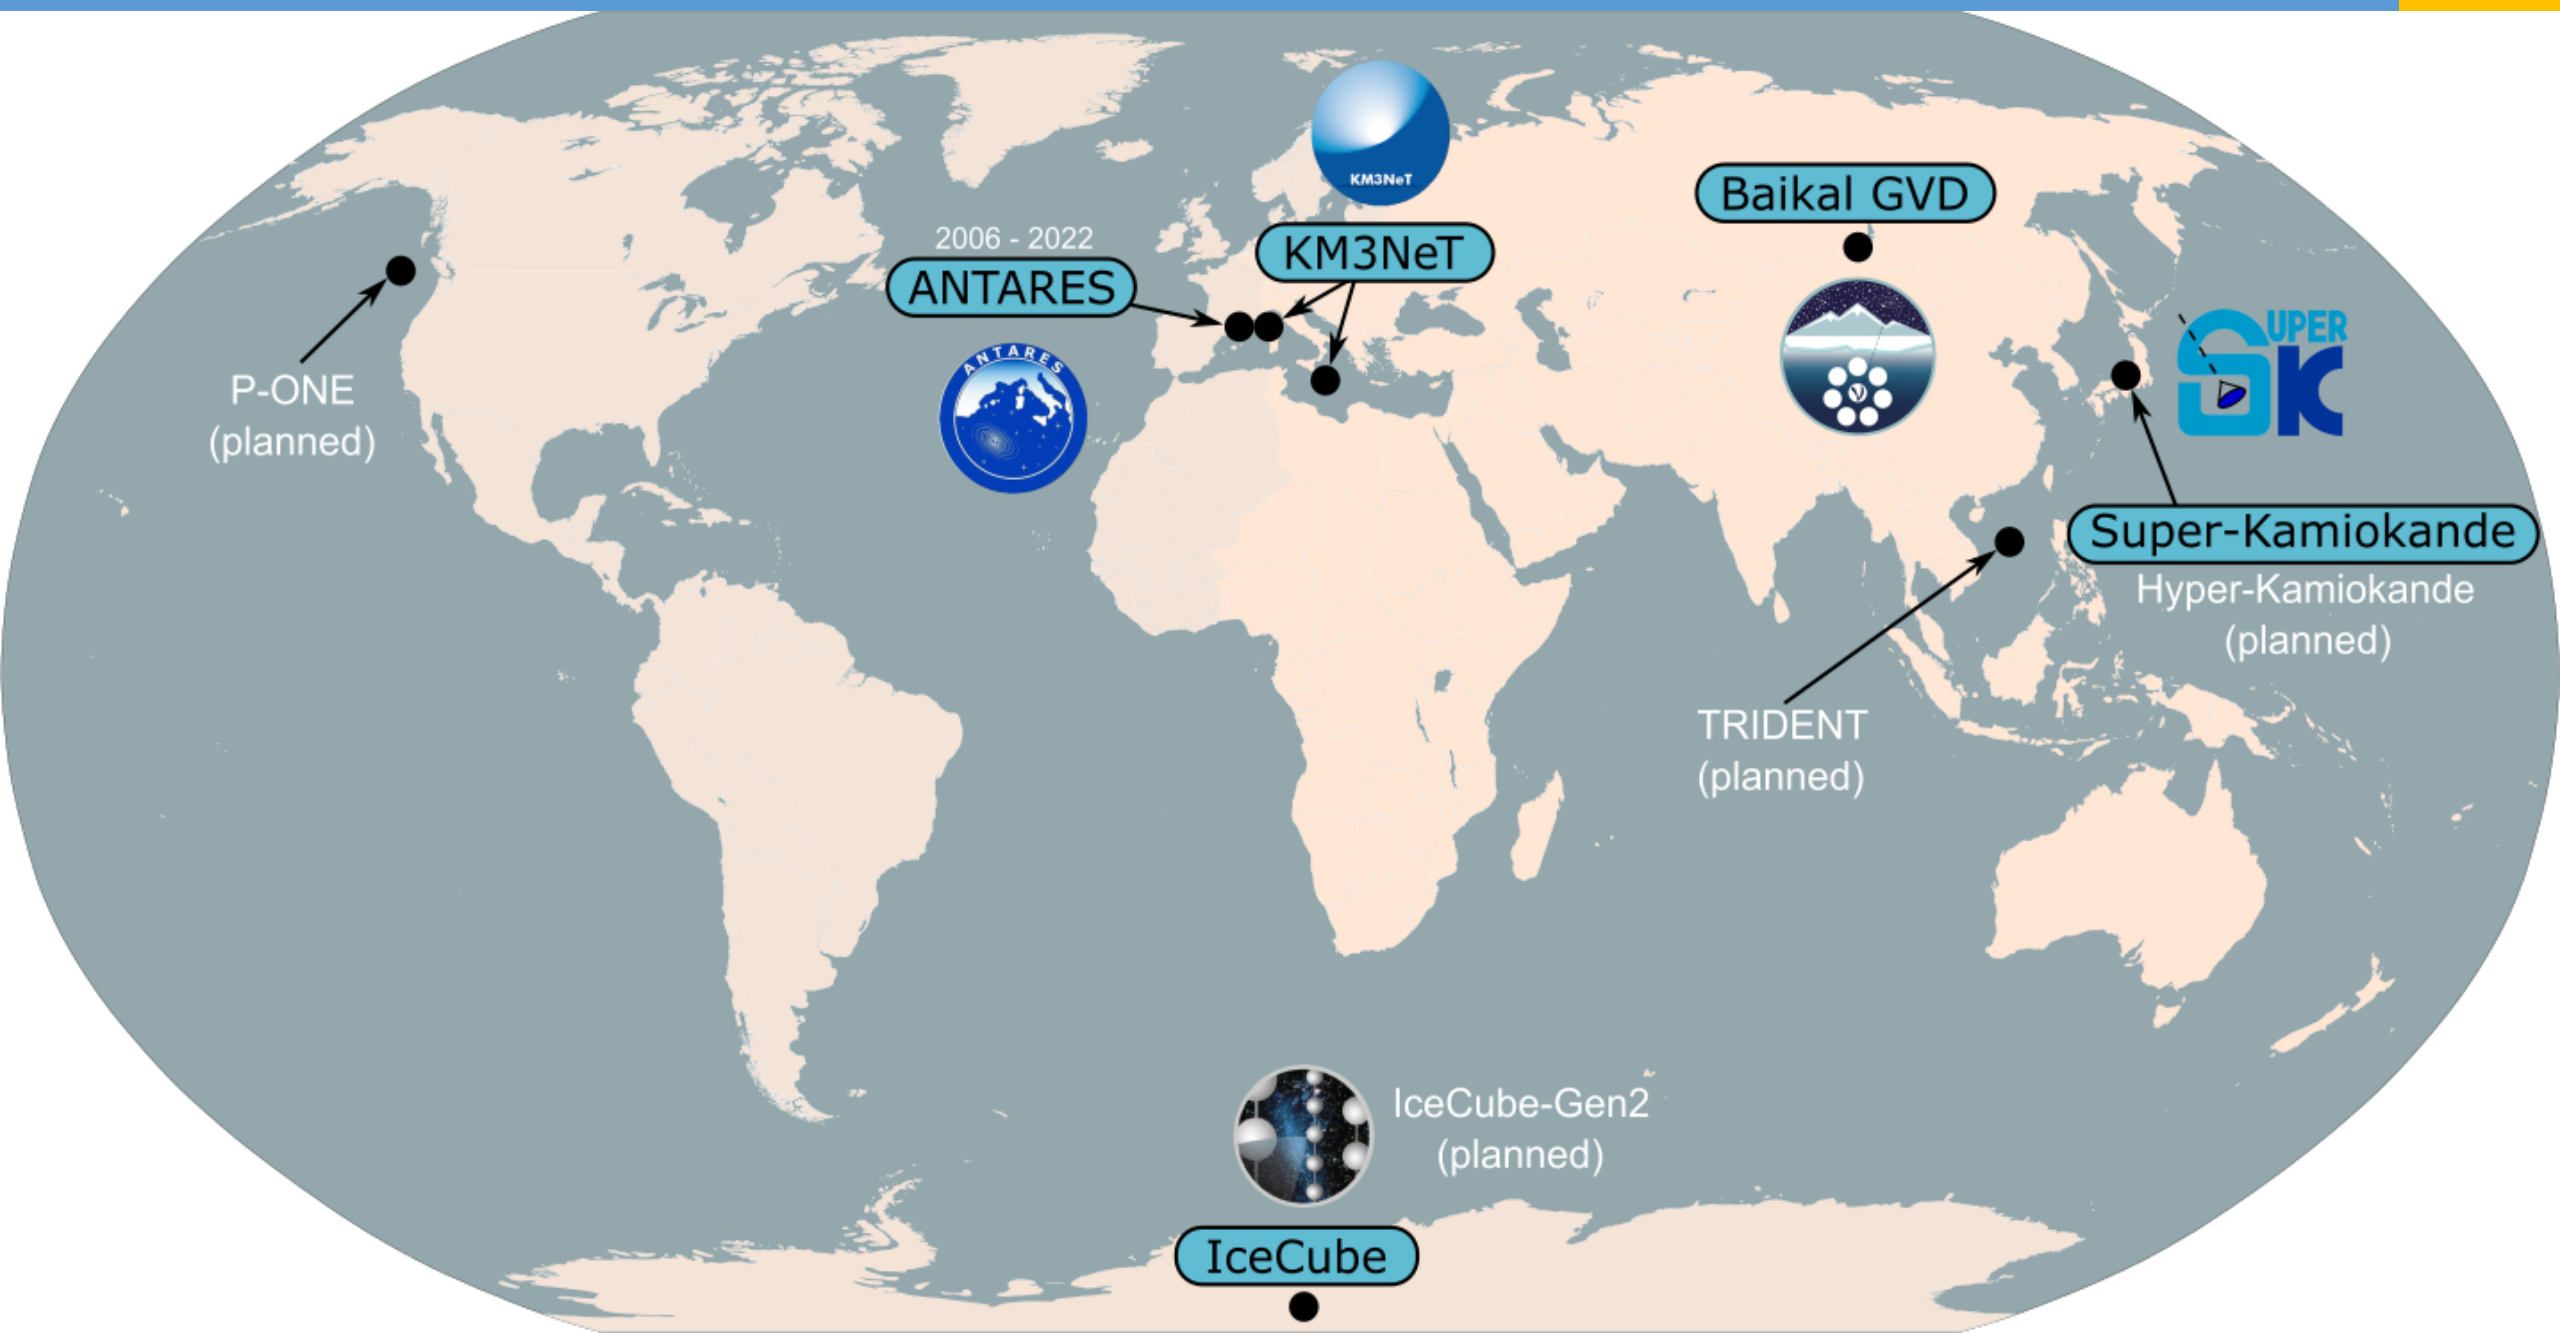 KM3NeT
Baikal GVD
2006 - 2022
ANTARES
KM3NeT
ANTARES
P-ONE
(planned)
SUPER
K
Super-Kamiokande
Hyper-Kamiokande
(planned)
TRIDENT
(planned)
IceCube-Gen2
(planned)
IceCube